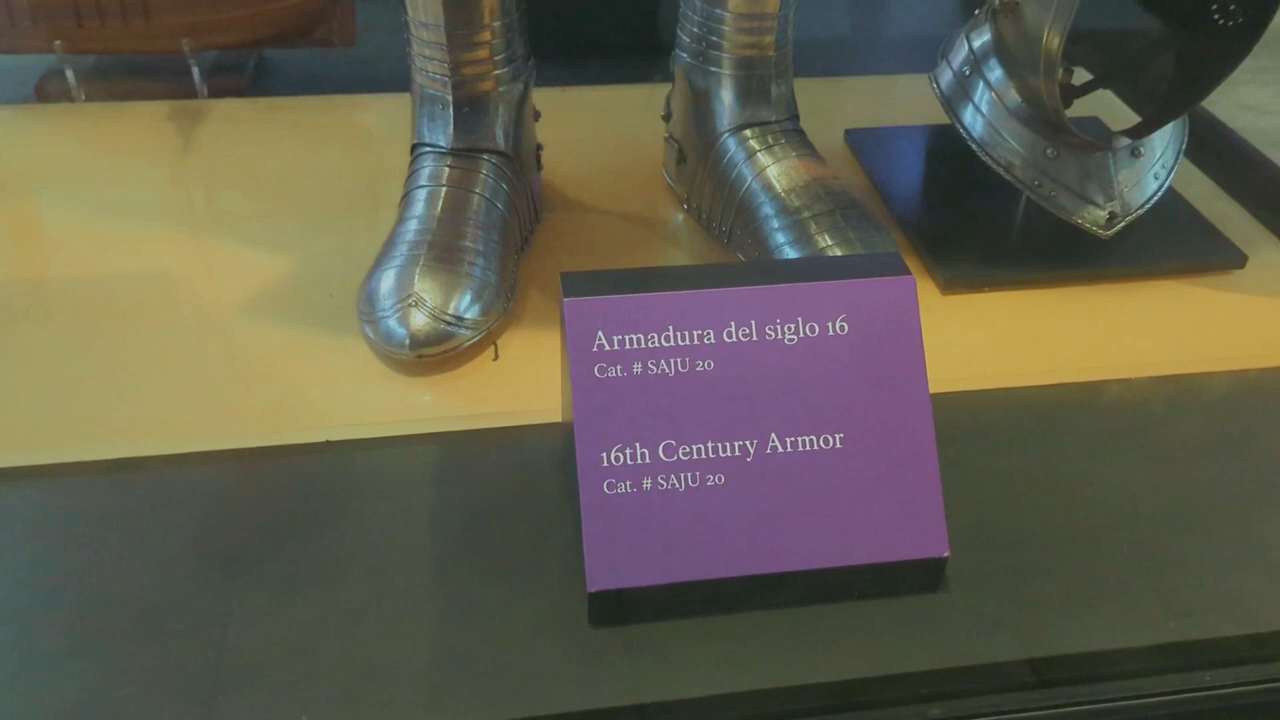 Armadura del siglo 16
Cat. # SAJU 20
16th Century Armor
Cat. # SAJU 20